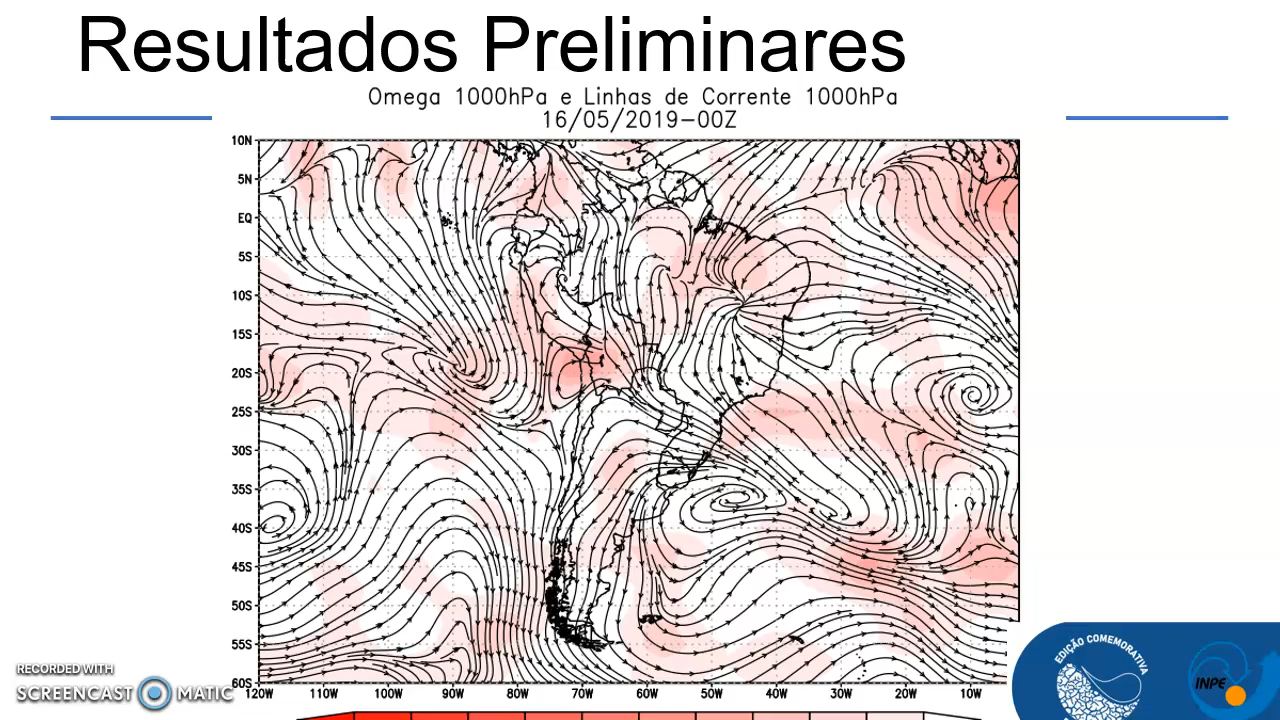 Resultados Preliminares
Omega 1000hPa e Linhas de Corrente 1000hPa
16/05/2019-00Z
10N
5N
EQ
5S
10S
15S
20S
25S
30S
35S
40S
45S
50S
55S
60S
120W 110W 100W 90W 80W 70W 60W 50W 40W 30W 20W 10W
RECORDED WITH
SCREENCAST MATIC
EDIÇÃO COMEMORATIVA
INPE